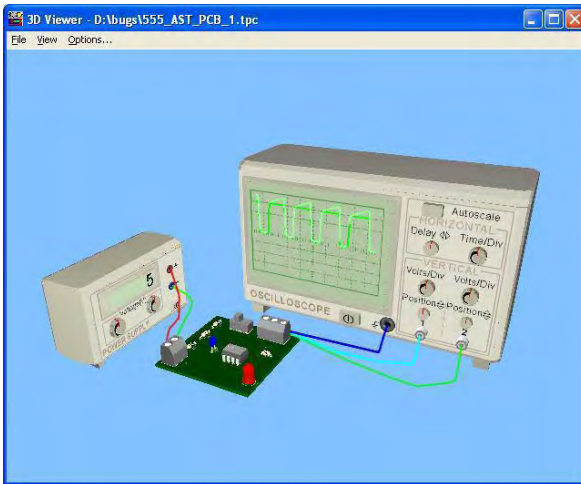 3D Viewer - D:\bugs\555_AST_PCB_1.tpc
File View Options...
Autoscale
HORIZONTAL
Delay Time/Div
VERTICAL
Volts/Div Volts/Div
Position Position
1 2
OSCILLOSCOPE
5
POWER SUPPLY